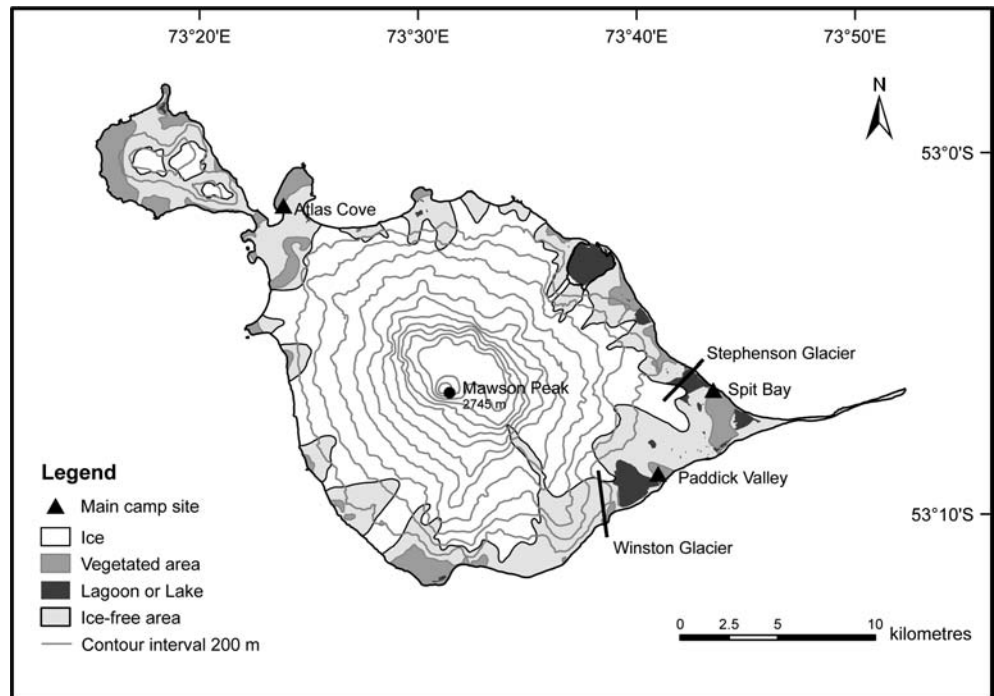 73°20'E 73°30'E 73°40'E 73°50'E
N
53°0'S
Atlas Cove
Stephenson Glacier
Mawson Peak
2745 m
Spit Bay
Paddick Valley
53°10'S
Winston Glacier
Legend
Main camp site
Ice
Vegetated area
Lagoon or Lake
Ice-free area
Contour interval 200 m
0 2.5 5 10
kilometres